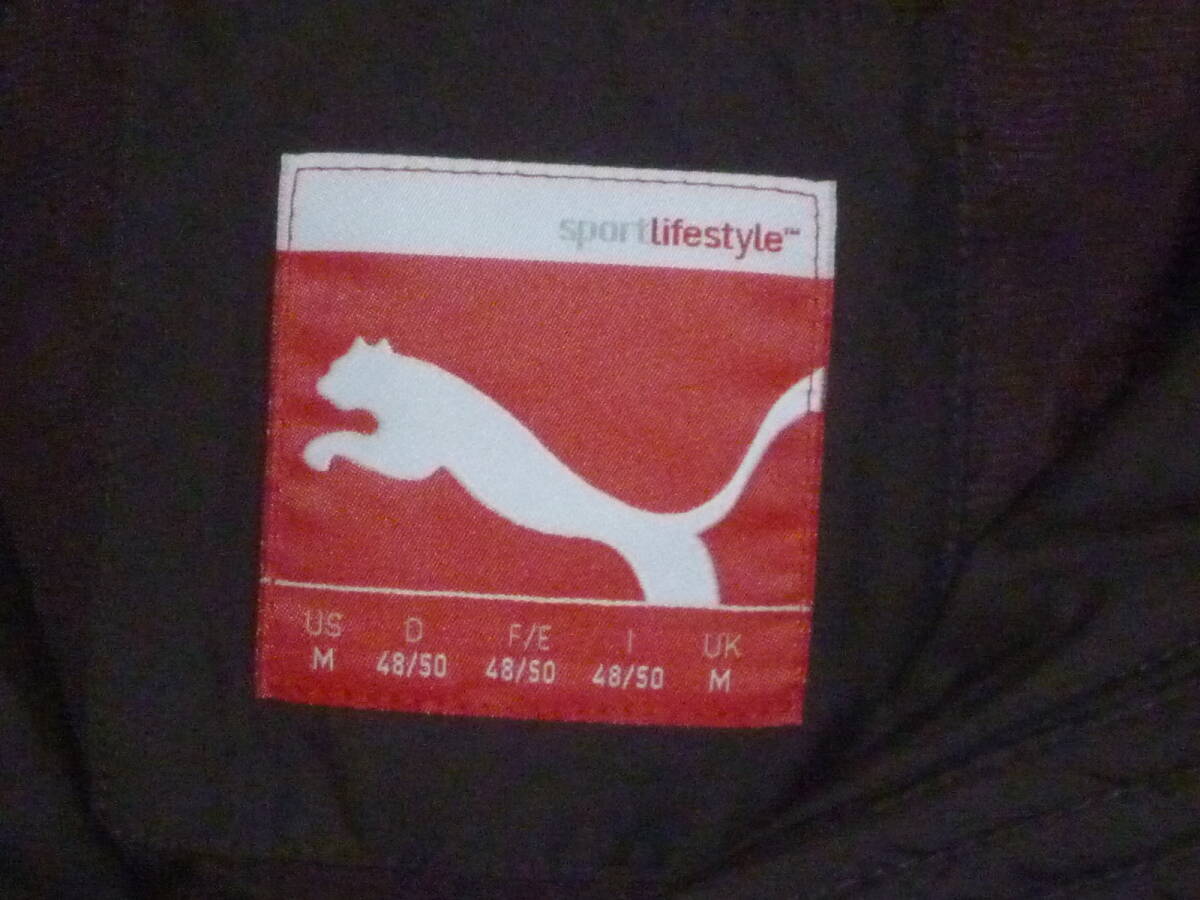 sportlifestyle™
US D F/E I UK
M 48/50 48/50 48/50 M